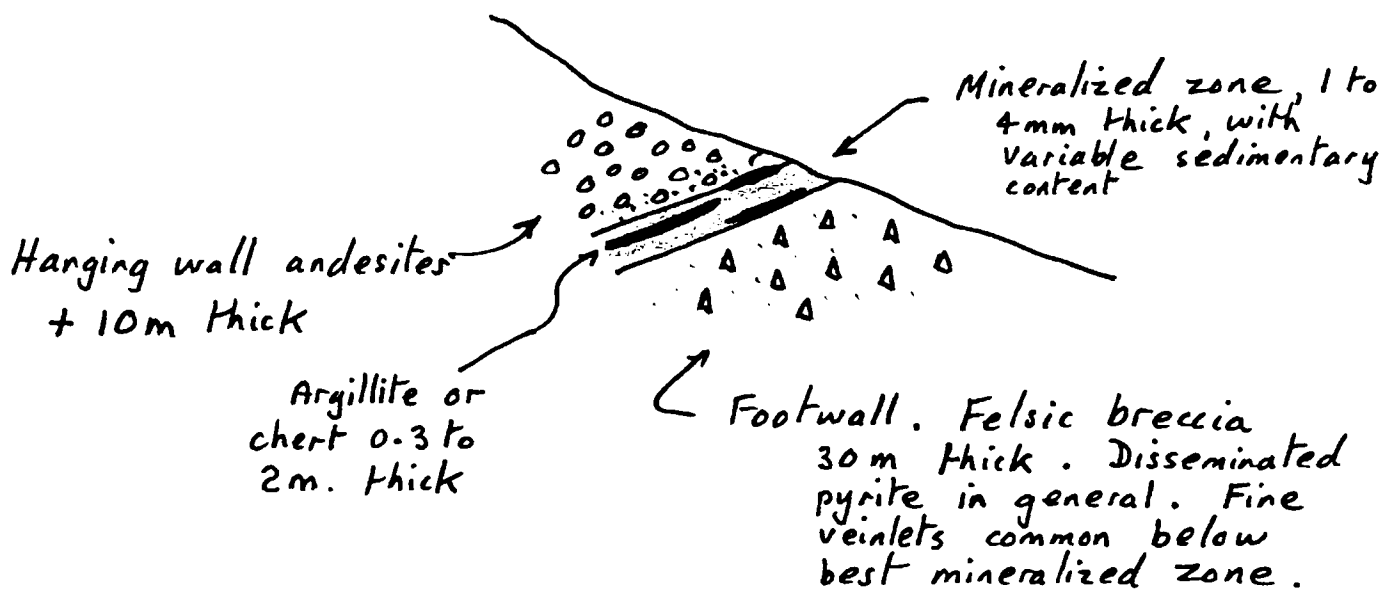 Mineralized zone, 1 to
4mm thick, with
variable sedimentary
content
Hanging wall andesites
+ 10m thick
Argillite or
chert 0.3 to
2m. thick
Footwall. Felsic breccia
30m thick. Disseminated
pyrite in general. Fine
veinlets common below
best mineralized zone.